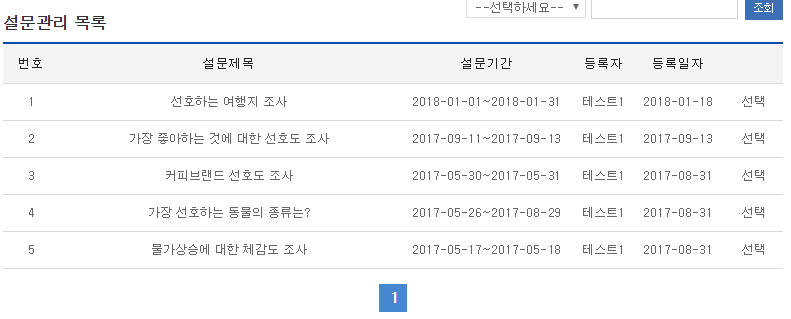 --선택하세요-- 조회
설문관리 목록
번호 설문제목 설문기간 등록자 등록일자
1 선호하는 여행지 조사 2018-01-01~2018-01-31 테스트1 2018-01-18 선택
2 가장 좋아하는 것에 대한 선호도 조사 2017-09-11~2017-09-13 테스트1 2017-09-13 선택
3 커피브랜드 선호도 조사 2017-05-30~2017-05-31 테스트1 2017-08-31 선택
4 가장 선호하는 동물의 종류는? 2017-05-26~2017-08-29 테스트1 2017-08-31 선택
5 물가상승에 대한 체감도 조사 2017-05-17~2017-05-18 테스트1 2017-08-31 선택
1